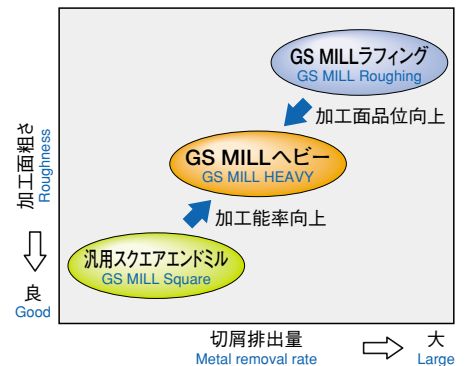 GS MILLラフィング
GS MILL Roughing
加工面品位向上
GS MILLヘビー
GS MILL HEAVY
加工能率向上
汎用スクエアエンドミル
GS MILL Square
加工面粗さ
Roughness
良
Good
切屑排出量
Metal removal rate
大
Large